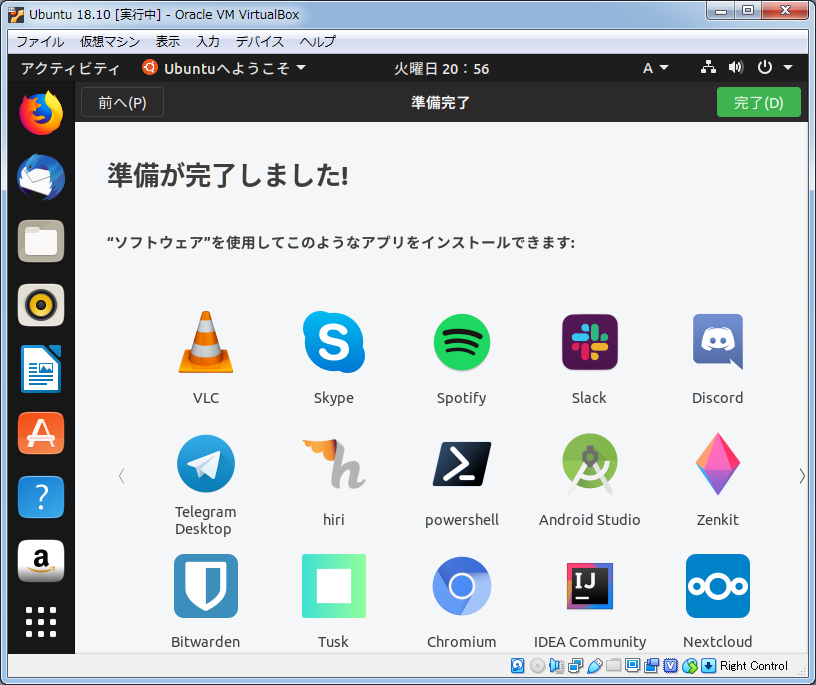 Ubuntu 18.10 [実行中] - Oracle VM VirtualBox
ファイル 仮想マシン 表示 入力 デバイス ヘルプ
アクティビティ Ubuntuへようこそ 火曜日 20：56 A
前へ(P) 準備完了 完了(D)
準備が完了しました!
“ソフトウェア”を使用してこのようなアプリをインストールできます:
VLC Skype Spotify Slack Discord
Telegram Desktop hiri powershell Android Studio Zenkit
Bitwarden Tusk Chromium IDEA Community Nextcloud
Right Control